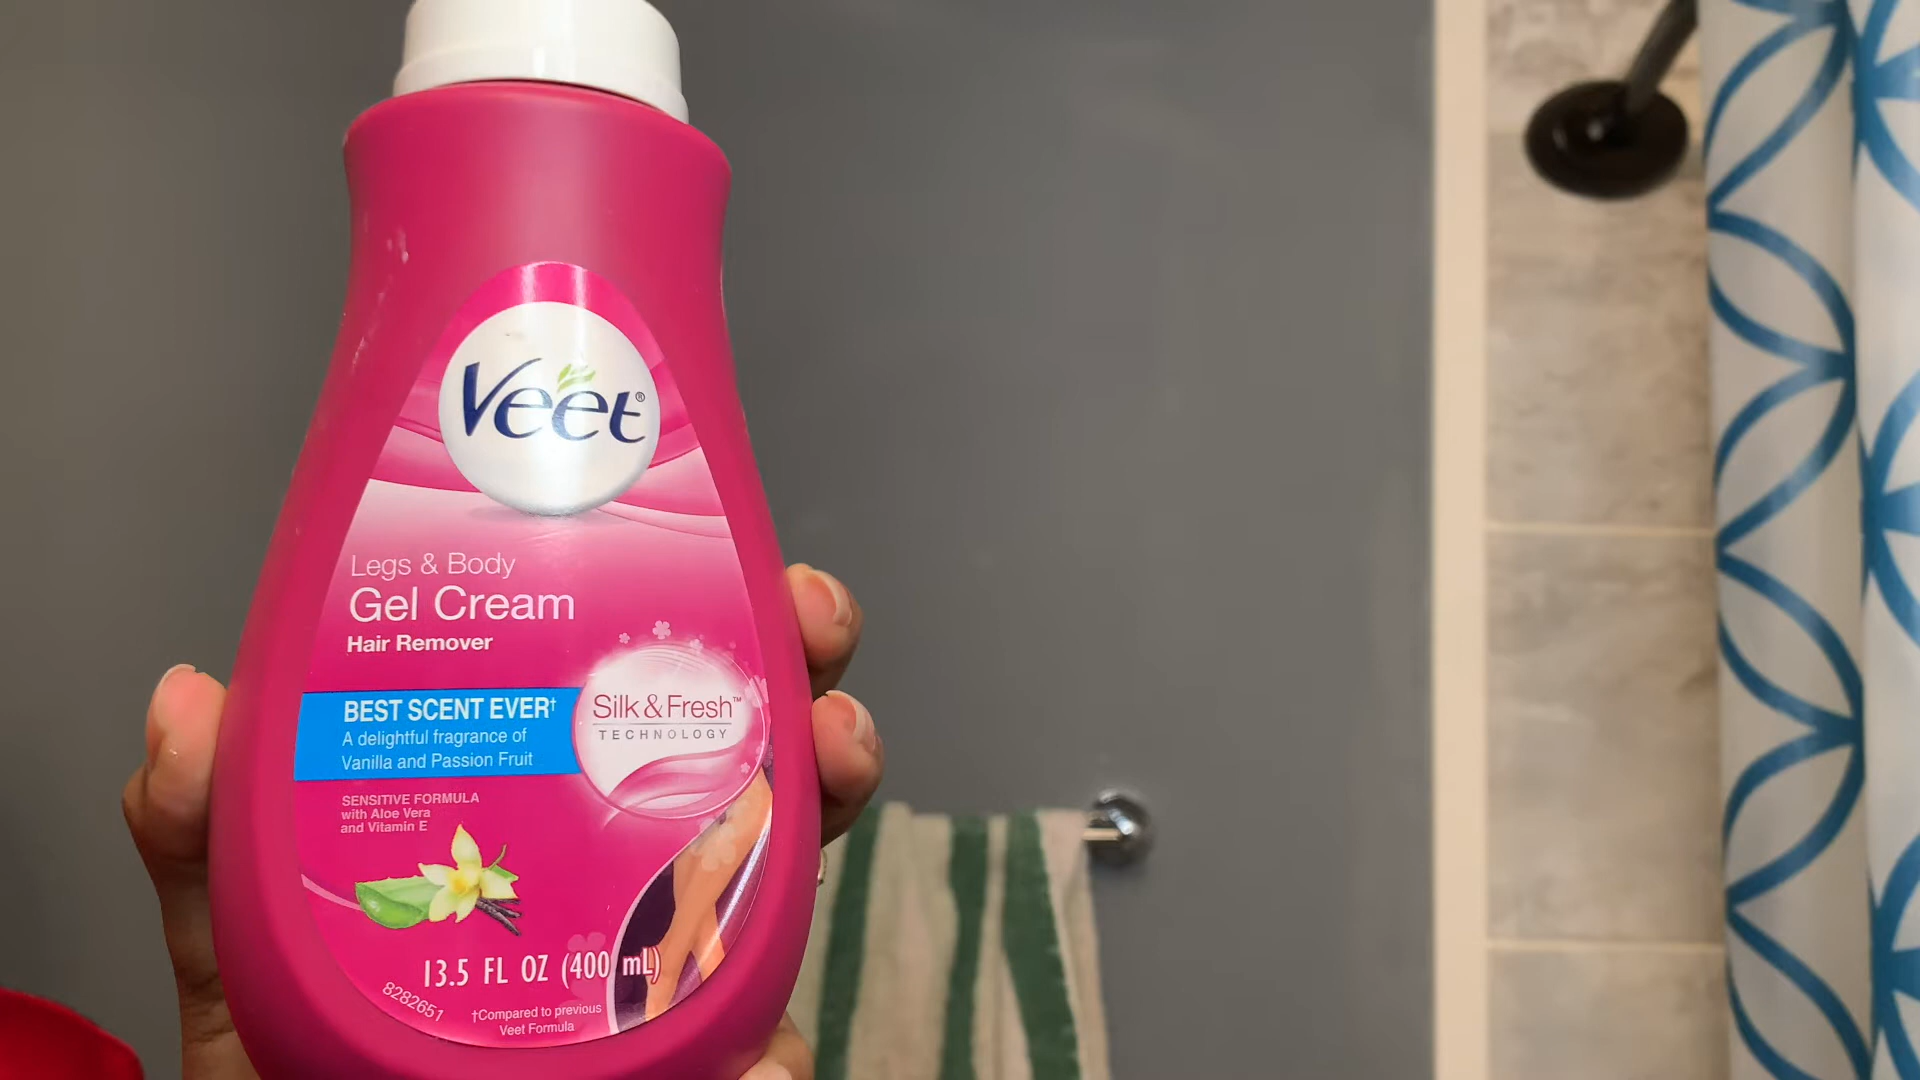 Veet®
Legs & Body
Gel Cream
Hair Remover
BEST SCENT EVER†
A delightful fragrance of
Vanilla and Passion Fruit
Silk & Fresh™
TECHNOLOGY
SENSITIVE FORMULA
with Aloe Vera
and Vitamin E
13.5 FL OZ (400 mL)
8282651
†Compared to previous
Veet Formula